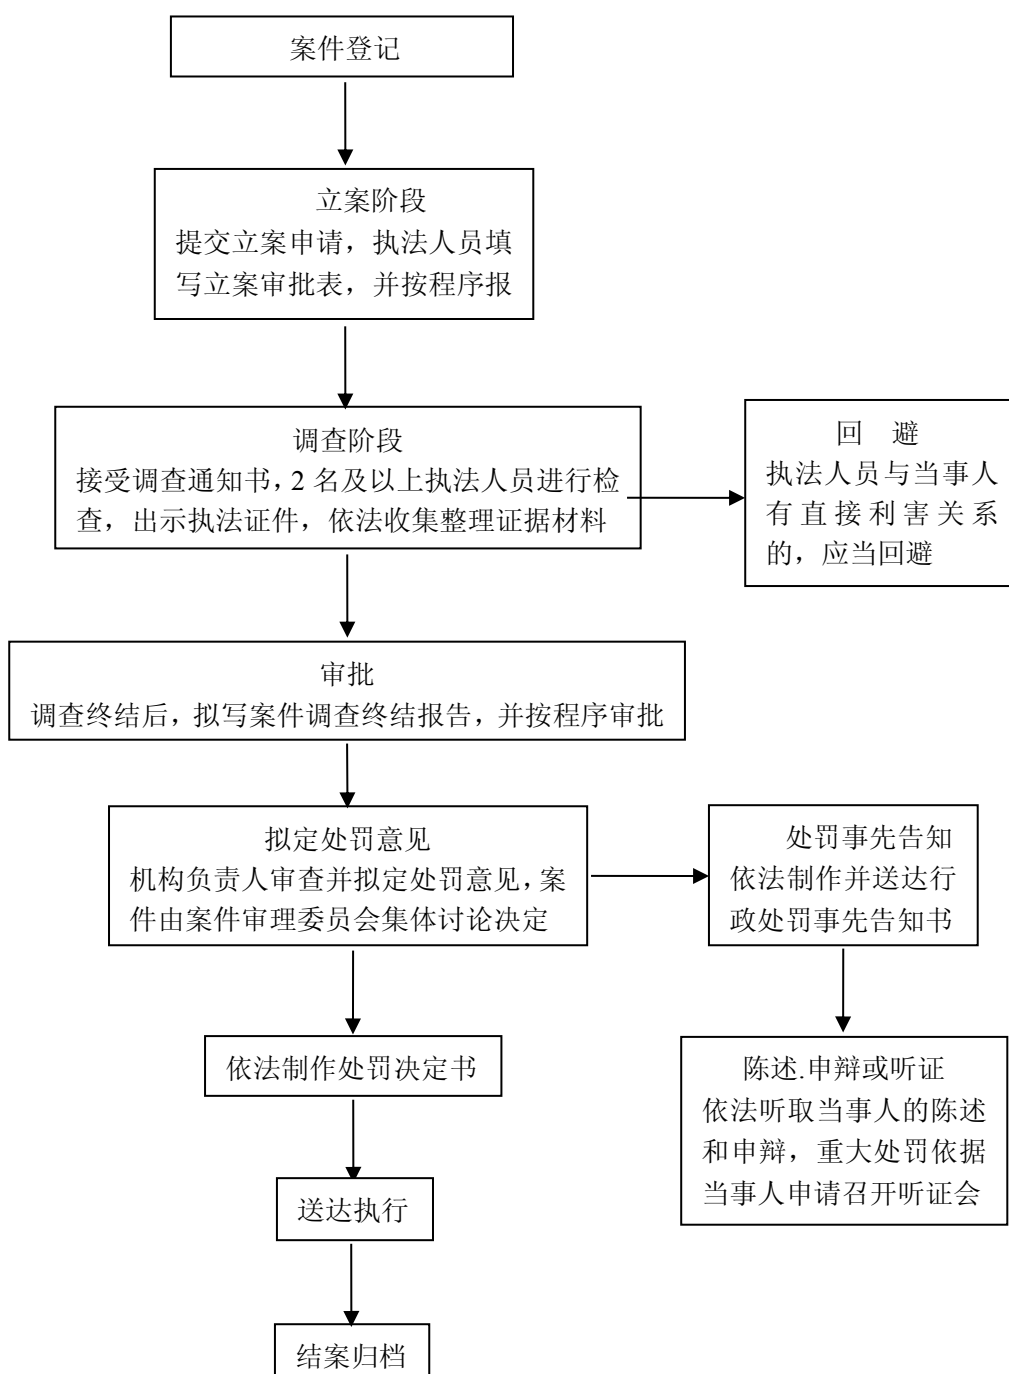 案件登记
立案阶段
提交立案申请，执法人员填
写立案审批表，并按程序报
调查阶段
接受调查通知书，2 名及以上执法人员进行检
查，出示执法证件，依法收集整理证据材料
回 避
执法人员与当事人
有直接利害关系
的，应当回避
审批
调查终结后，拟写案件调查终结报告，并按程序审批
拟定处罚意见
机构负责人审查并拟定处罚意见，案
件由案件审理委员会集体讨论决定
处罚事先告知
依法制作并送达行
政处罚事先告知书
依法制作处罚决定书
陈述.申辩或听证
依法听取当事人的陈述
和申辩，重大处罚依据
当事人申请召开听证会
送达执行
结案归档